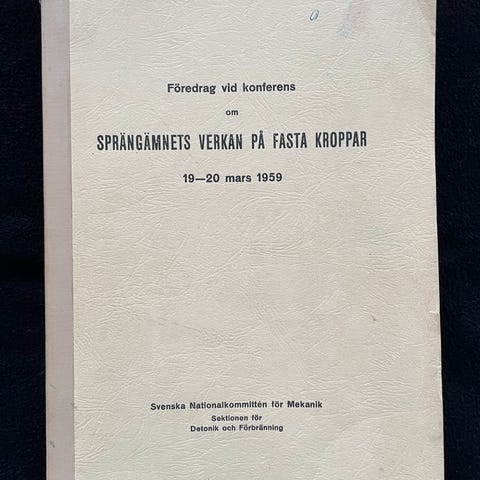 Föredrag vid konferens
om
SPRÄNGÄMNETS VERKAN PÅ FASTA KROPPAR
19—20 mars 1959
Svenska Nationalkommittén för Mekanik
Sektionen för
Detonik och Förbränning